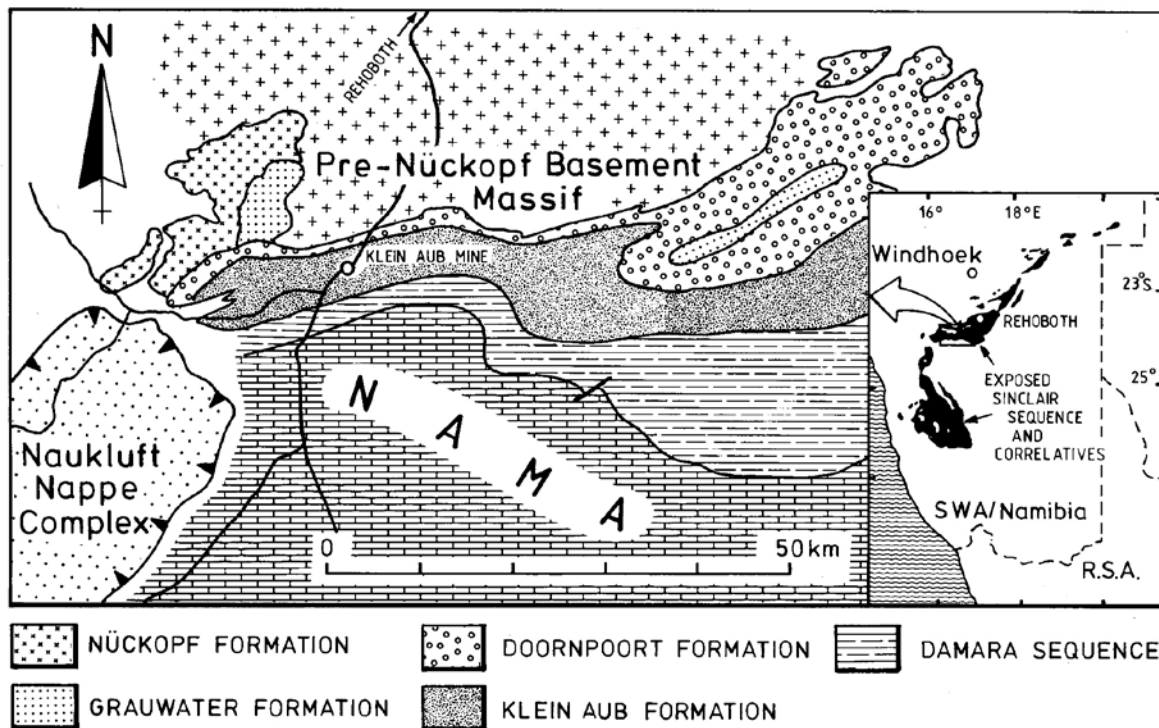 N
REHOBOTH
Pre-Nückopf Basement
Massif
KLEIN AUB MINE
Naukluft
Nappe
Complex
N A M A
0 50 km
16° 18°E
Windhoek
23°S
REHOBOTH
25°
EXPOSED
SINCLAIR
SEQUENCE
AND
CORRELATIVES
SWA/Namibia
R.S.A.
NÜCKOPF FORMATION
DOORNPOORT FORMATION
DAMARA SEQUENCE
GRAUWATER FORMATION
KLEIN AUB FORMATION